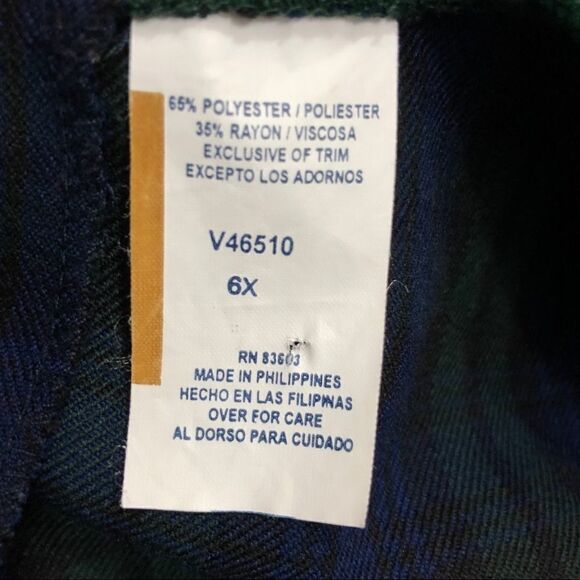 65% POLYESTER / POLIESTER
35% RAYON / VISCOSA
EXCLUSIVE OF TRIM
EXCEPTO LOS ADORNOS
V46510
6X
RN 83603
MADE IN PHILIPPINES
HECHO EN LAS FILIPINAS
OVER FOR CARE
AL DORSO PARA CUIDADO